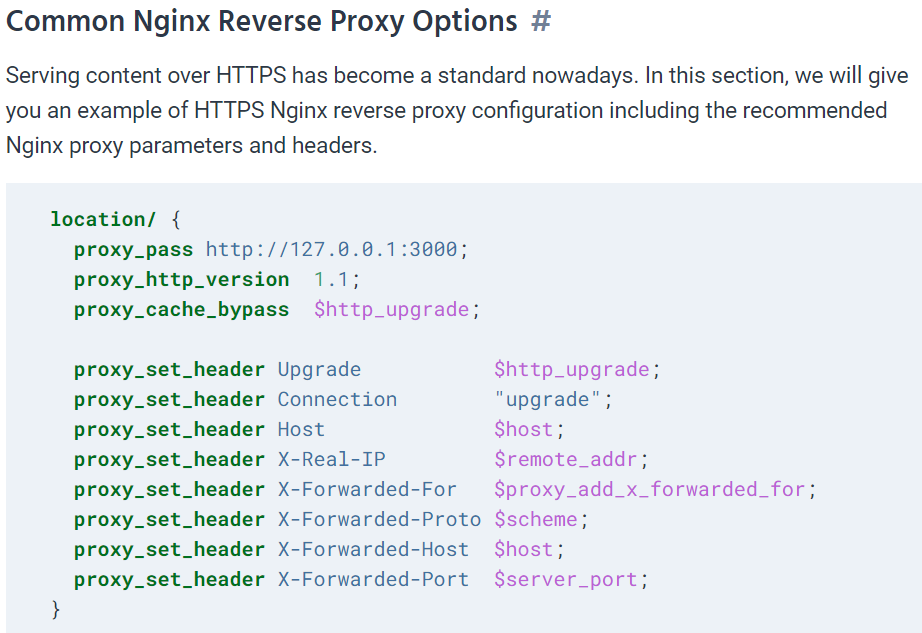 Common Nginx Reverse Proxy Options #
Serving content over HTTPS has become a standard nowadays. In this section, we will give
you an example of HTTPS Nginx reverse proxy configuration including the recommended
Nginx proxy parameters and headers.
location/ {
  proxy_pass http://127.0.0.1:3000;
  proxy_http_version  1.1;
  proxy_cache_bypass  $http_upgrade;

  proxy_set_header Upgrade           $http_upgrade;
  proxy_set_header Connection        "upgrade";
  proxy_set_header Host              $host;
  proxy_set_header X-Real-IP         $remote_addr;
  proxy_set_header X-Forwarded-For   $proxy_add_x_forwarded_for;
  proxy_set_header X-Forwarded-Proto $scheme;
  proxy_set_header X-Forwarded-Host  $host;
  proxy_set_header X-Forwarded-Port  $server_port;
}